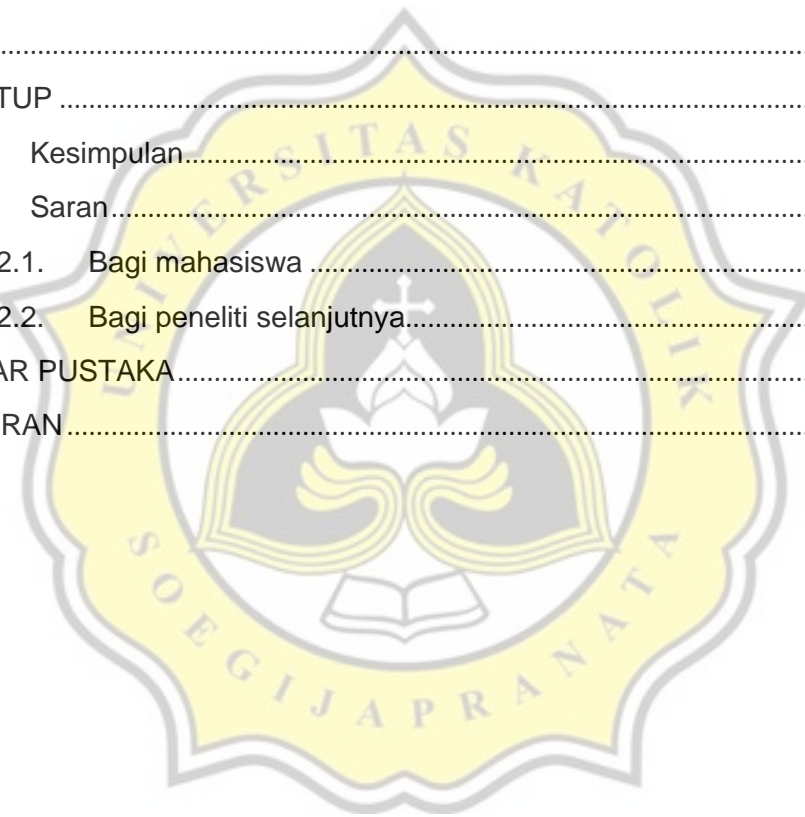 ...........................................................................................................
TUP ...................................................................................................
Kesimpulan...................................................................................
Saran............................................................................................
2.1. Bagi mahasiswa ..............................................................
2.2. Bagi peneliti selanjutnya..................................................
AR PUSTAKA...............................................................................
RAN.............................................................................................
UNIVERSITAS KATOLIK
SOEGIJAPRANATA